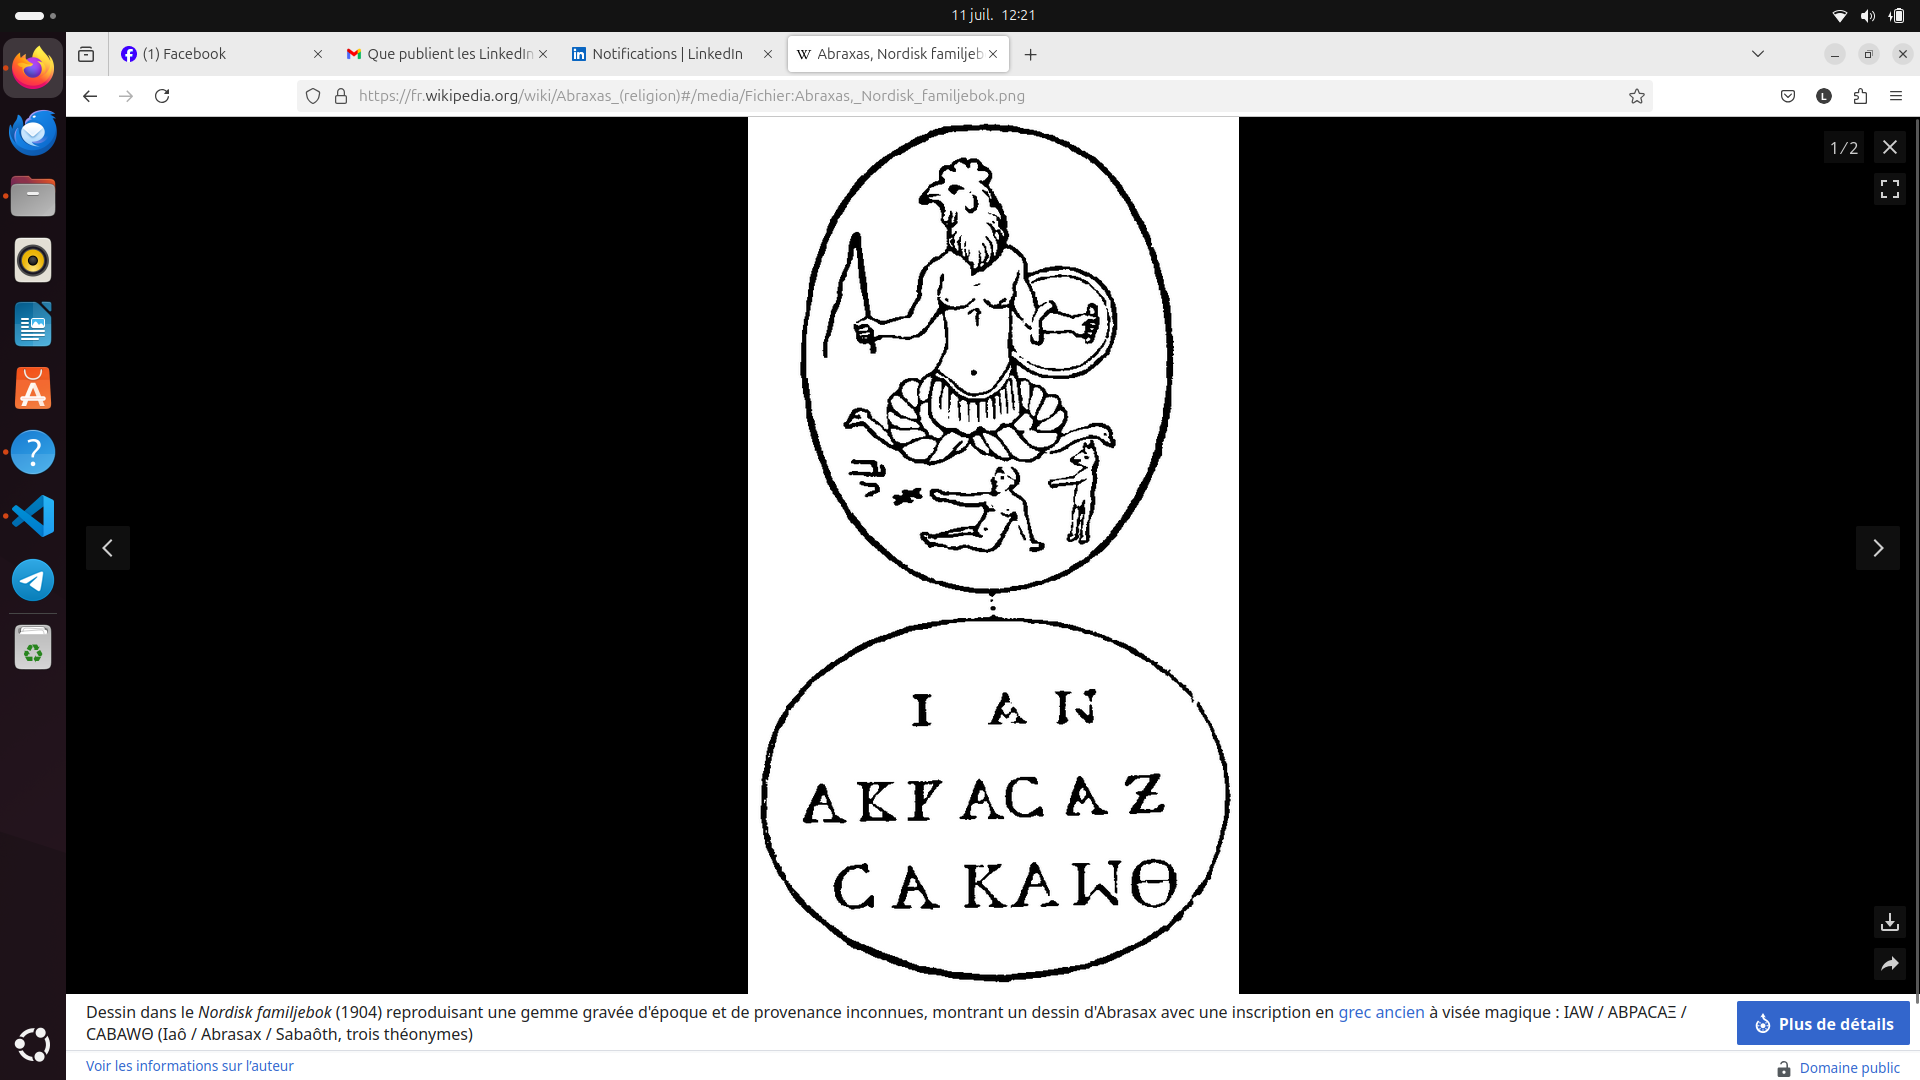 11 juil.  12:21
(1) Facebook
Que publient les LinkedIn
Notifications | LinkedIn
W Abraxas, Nordisk familjeb
https://fr.wikipedia.org/wiki/Abraxas_(religion)#/media/Fichier:Abraxas,_Nordisk_familjebok.png
L
1/2
I A W
ABPACAZ
CABAWΘ
Dessin dans le Nordisk familjebok (1904) reproduisant une gemme gravée d'époque et de provenance inconnues, montrant un dessin d'Abrasax avec une inscription en grec ancien à visée magique : IAW / ABPACAΞ /
CABAWΘ (Iaô / Abrasax / Sabaôth, trois théonymes)
Plus de détails
Voir les informations sur l’auteur
Domaine public